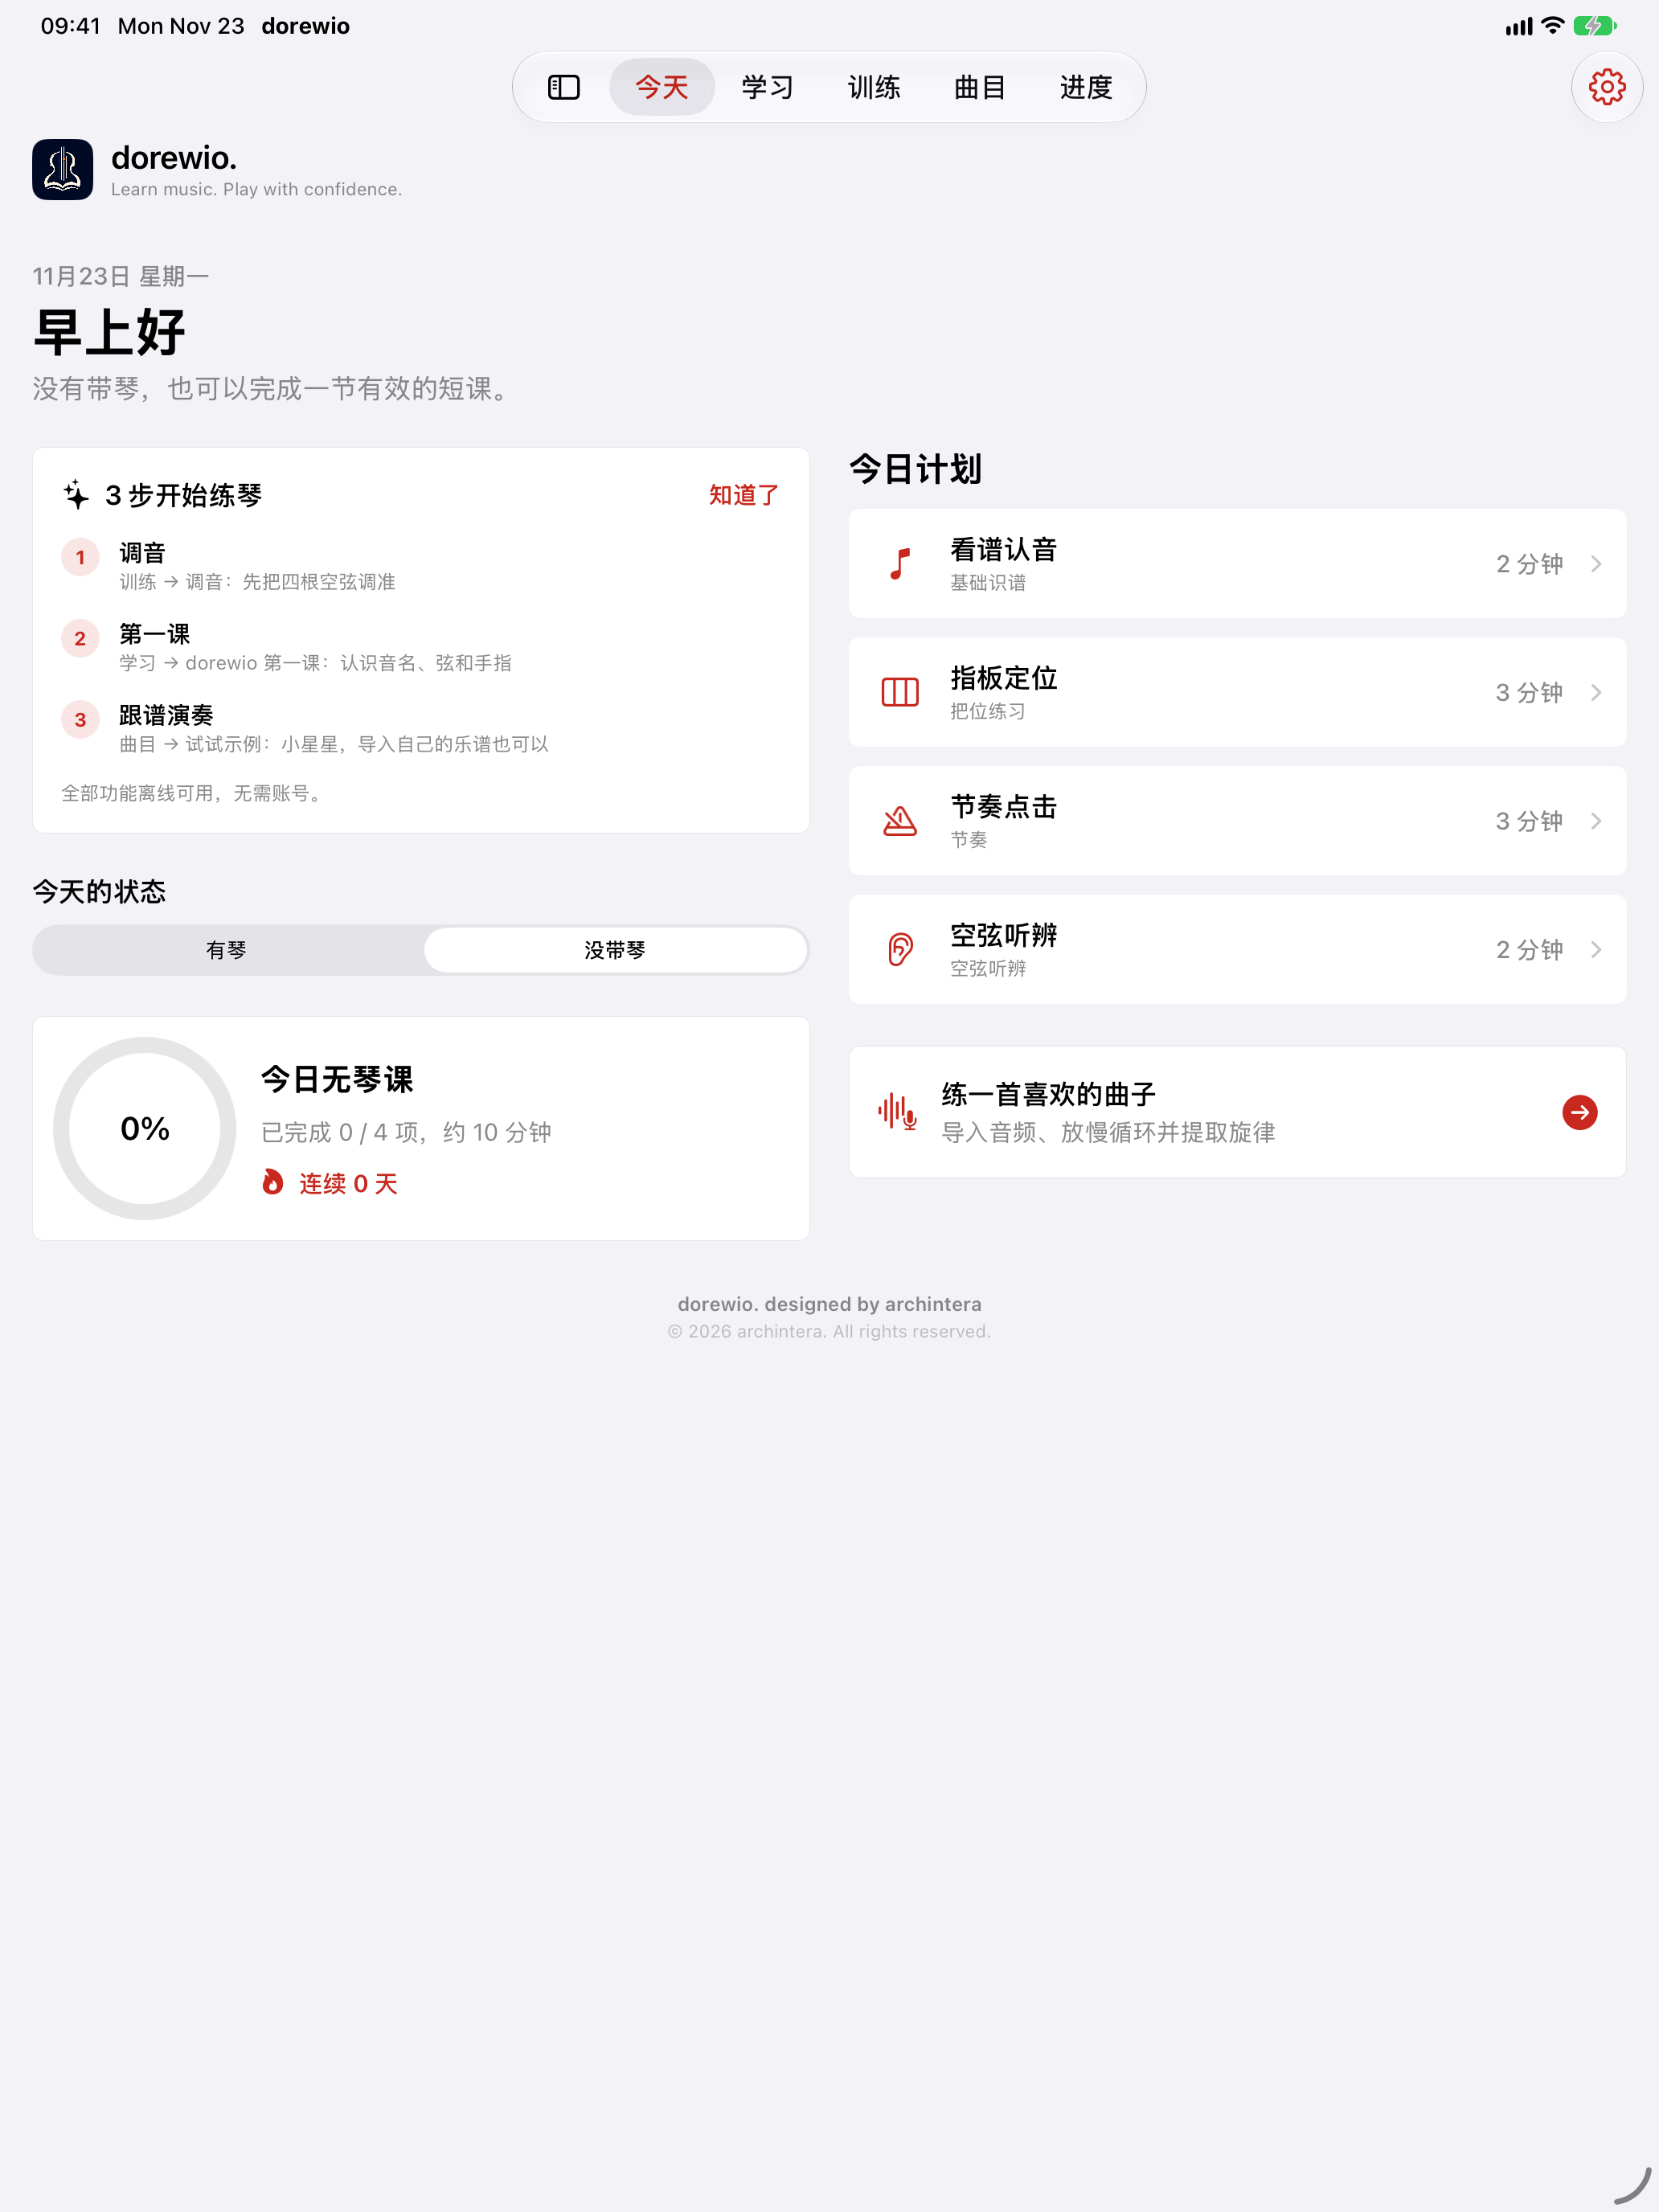 09:41 Mon Nov 23 dorewio
今天 学习 训练 曲目 进度
dorewio.
Learn music. Play with confidence.
11月23日 星期一
早上好
没有带琴，也可以完成一节有效的短课。
3 步开始练琴 知道了
1 调音
训练 → 调音：先把四根空弦调准
2 第一课
学习 → dorewio 第一课：认识音名、弦和手指
3 跟谱演奏
曲目 → 试试示例：小星星，导入自己的乐谱也可以
全部功能离线可用，无需账号。
今天的状态
有琴 没带琴
0%
今日无琴课
已完成 0 / 4 项，约 10 分钟
连续 0 天
今日计划
看谱认音
基础识谱
2 分钟
指板定位
把位练习
3 分钟
节奏点击
节奏
3 分钟
空弦听辨
空弦听辨
2 分钟
练一首喜欢的曲子
导入音频、放慢循环并提取旋律
dorewio. designed by archintera
© 2026 archintera. All rights reserved.